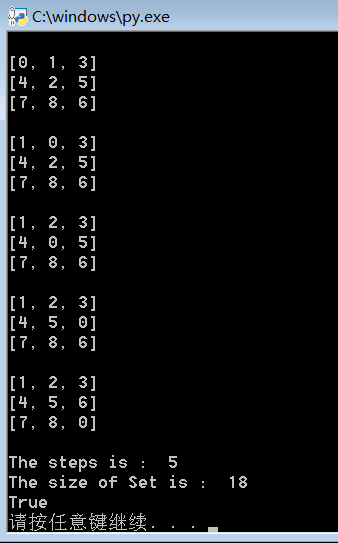 C:\windows\py.exe
[0, 1, 3]
[4, 2, 5]
[7, 8, 6]
[1, 0, 3]
[4, 2, 5]
[7, 8, 6]
[1, 2, 3]
[4, 0, 5]
[7, 8, 6]
[1, 2, 3]
[4, 5, 0]
[7, 8, 6]
[1, 2, 3]
[4, 5, 6]
[7, 8, 0]
The steps is :  5
The size of Set is :  18
True
请按任意键继续. . .